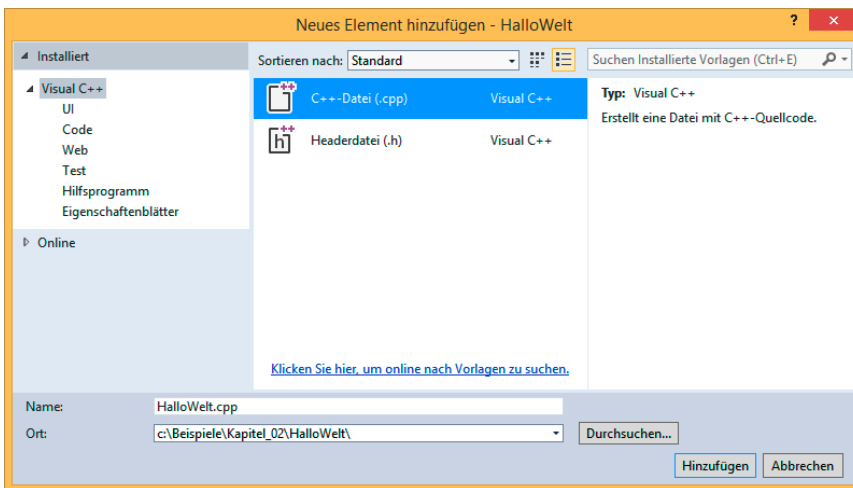 Neues Element hinzufügen - HalloWelt
? ×
Installiert
Visual C++
UI
Code
Web
Test
Hilfsprogramm
Eigenschaftenblätter
Online
Sortieren nach: Standard
C++-Datei (.cpp) Visual C++
Headerdatei (.h) Visual C++
Klicken Sie hier, um online nach Vorlagen zu suchen.
Suchen Installierte Vorlagen (Ctrl+E)
Typ: Visual C++
Erstellt eine Datei mit C++-Quellcode.
Name: HalloWelt.cpp
Ort: c:\Beispiele\Kapitel_02\HalloWelt\
Durchsuchen...
Hinzufügen Abbrechen